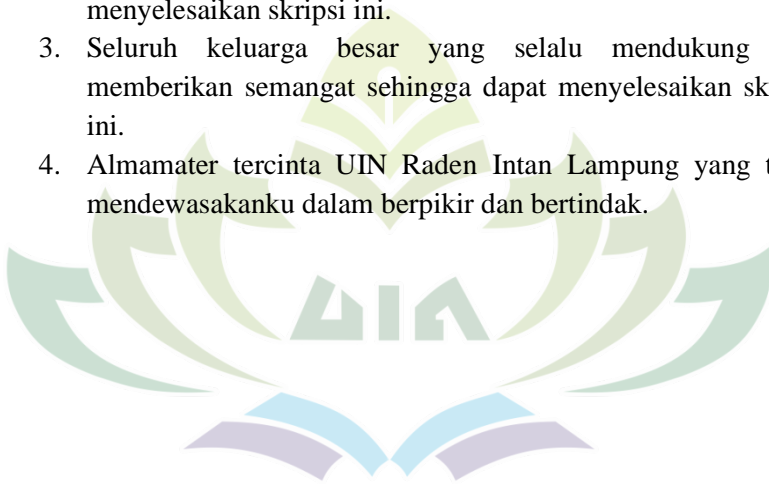 menyelesaikan skripsi ini.
3. Seluruh keluarga besar yang selalu mendukung
memberikan semangat sehingga dapat menyelesaikan sk
ini.
4. Almamater tercinta UIN Raden Intan Lampung yang t
mendewasakanku dalam berpikir dan bertindak.
UIN